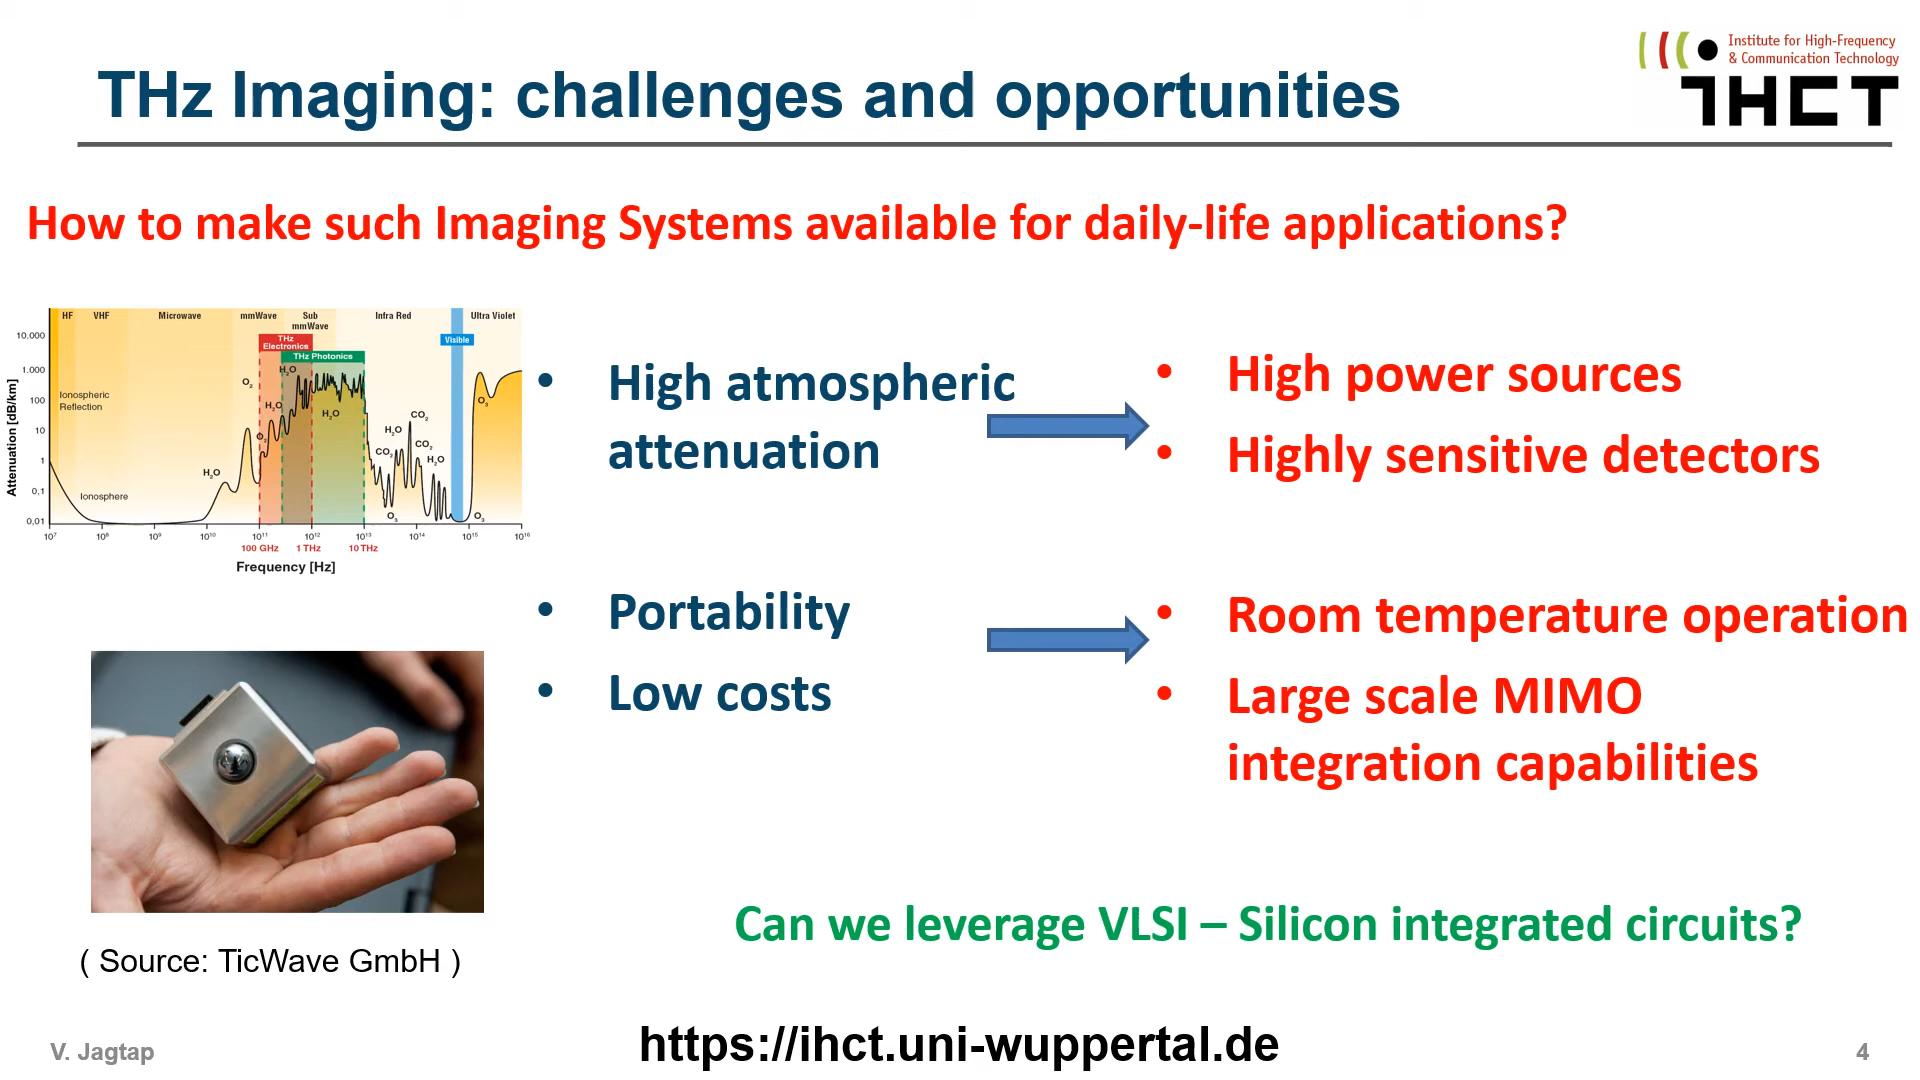 Institute for High-Frequency
& Communication Technology
IHCT
THz Imaging: challenges and opportunities
How to make such Imaging Systems available for daily-life applications?
HF VHF Microwave mmWave Sub mmWave Infra Red Ultra Violet
THz Electronics
THz Photonics
Visible
Attenuation [dB/km]
10.000
1.000
100
10
1
0,1
0,01
Ionospheric
Reflection
Ionosphere
H₂O
O₂
H₂O
O₂
H₂O
H₂O
CO₂
H₂O
CO₂
CO₂
H₂O
O₃
O₃
O₃
10⁷ 10⁸ 10⁹ 10¹⁰ 10¹¹ 10¹² 10¹³ 10¹⁴ 10¹⁵ 10¹⁶
100 GHz 1 THz 10 THz
Frequency [Hz]
• High atmospheric
attenuation
• High power sources
• Highly sensitive detectors
• Portability
• Low costs
• Room temperature operation
• Large scale MIMO
integration capabilities
( Source: TicWave GmbH )
Can we leverage VLSI – Silicon integrated circuits?
V. Jagtap
https://ihct.uni-wuppertal.de
4